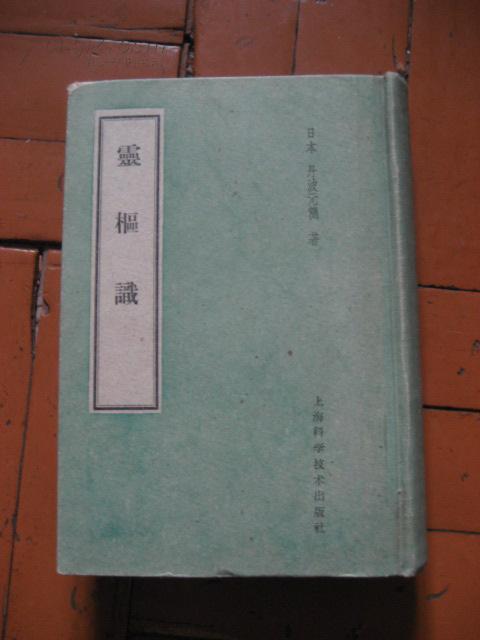 日本 丹波元簡 著
靈樞識
上海科学技术出版社